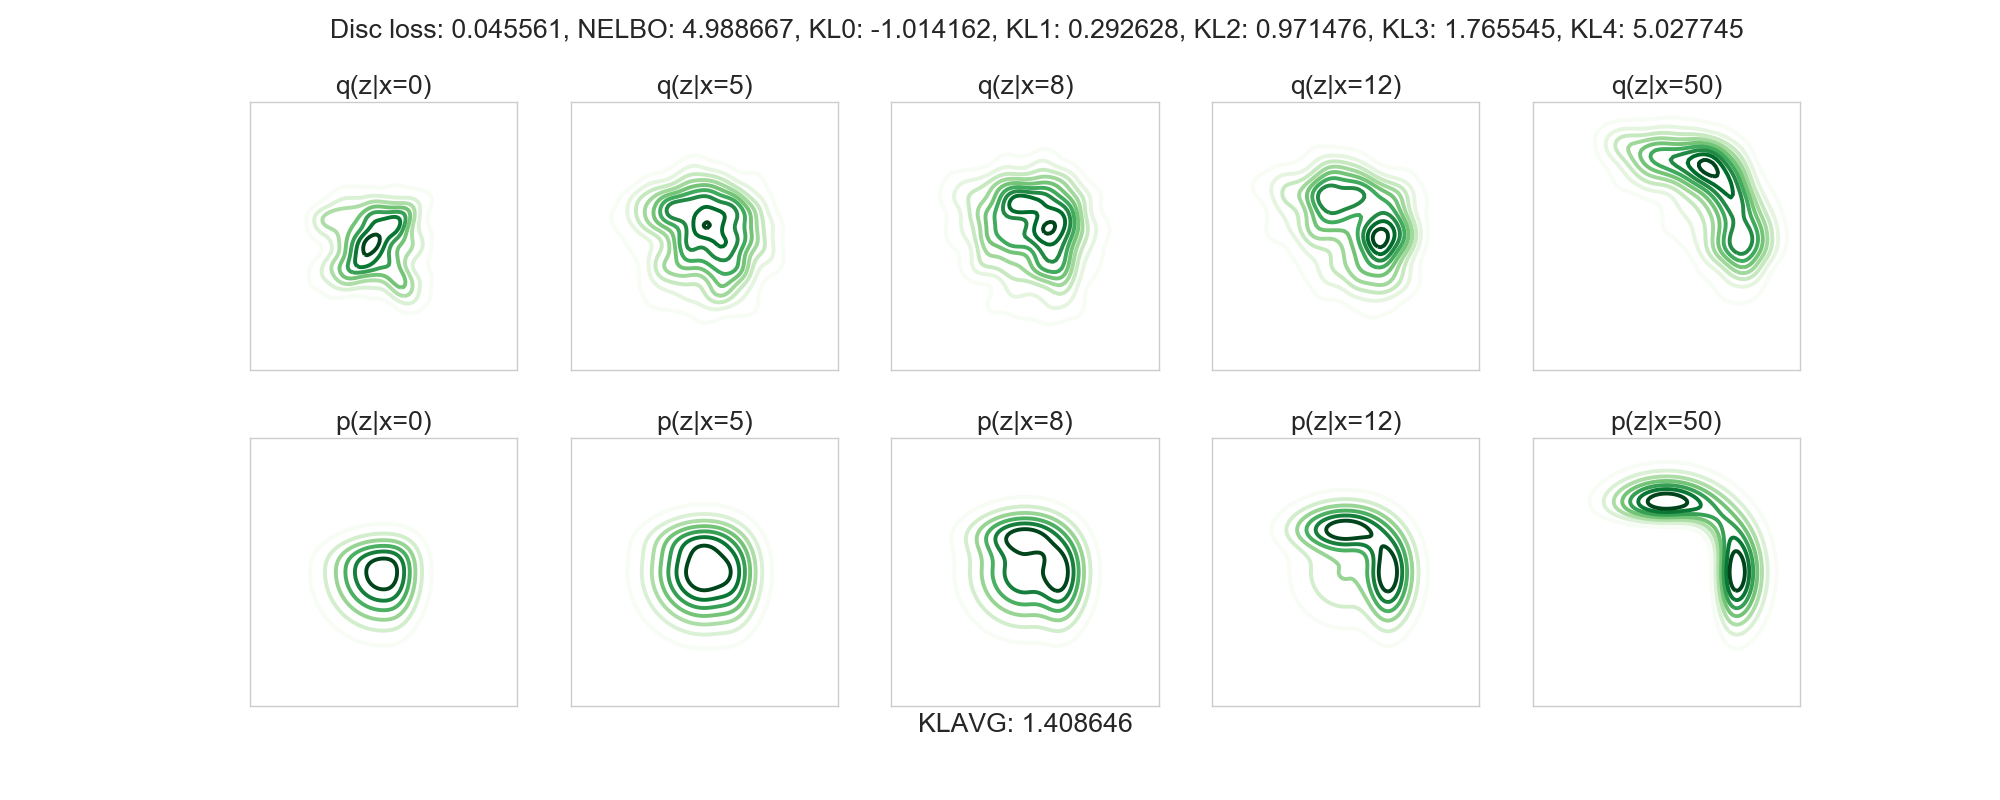 Disc loss: 0.045561, NELBO: 4.988667, KL0: -1.014162, KL1: 0.292628, KL2: 0.971476, KL3: 1.765545, KL4: 5.027745
q(z|x=0) q(z|x=5) q(z|x=8) q(z|x=12) q(z|x=50)
p(z|x=0) p(z|x=5) p(z|x=8) p(z|x=12) p(z|x=50)
KLAVG: 1.408646